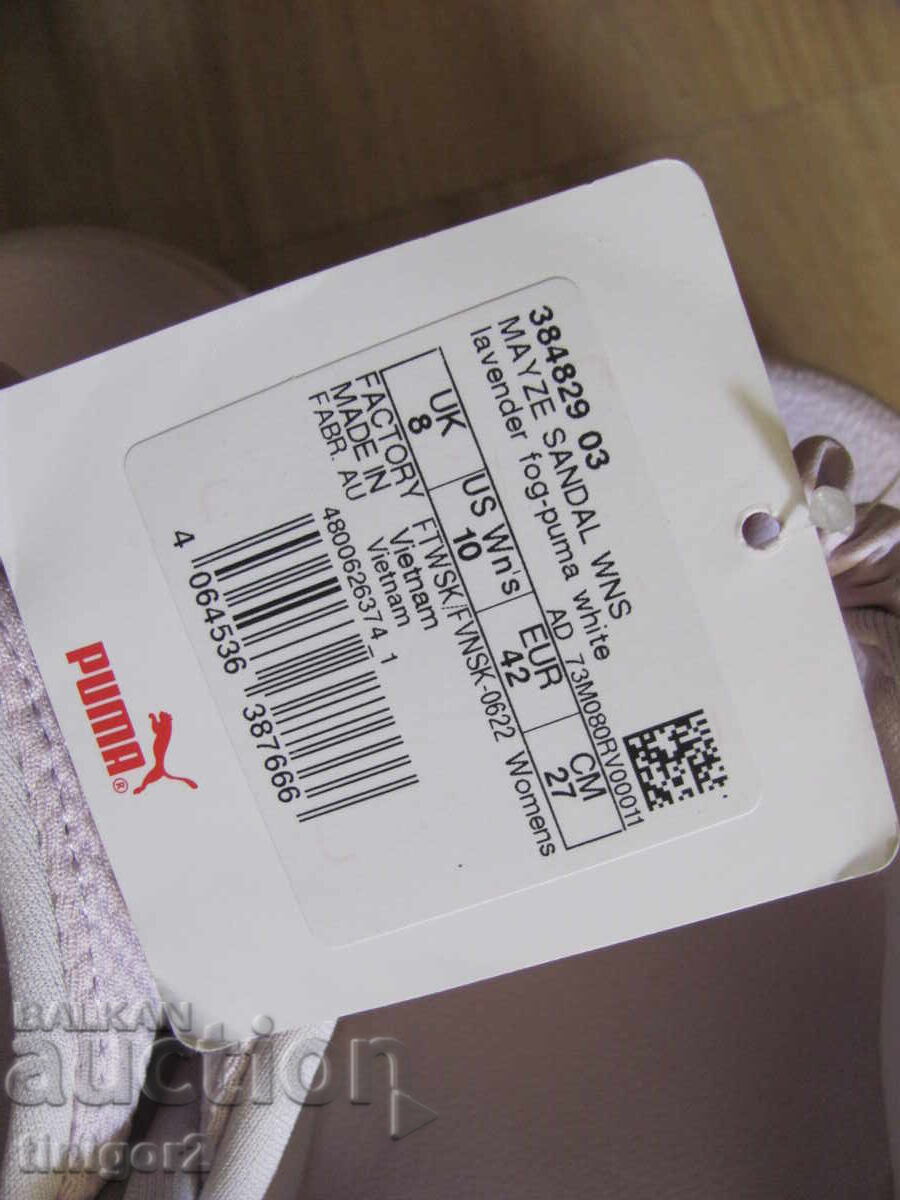 384829 03
MAYZE SANDAL WNS
lavender fog-puma white
AD 73M080RV00011
UK US Wn's EUR CM
8 10 42 27
FACTORY FTWSK/FVNSK-0622 Womens
MADE IN Vietnam
FABR. AU Vietnam
4800626374_1
4 064536 387666
PUMA®
BALKAN
auction
tinigor2